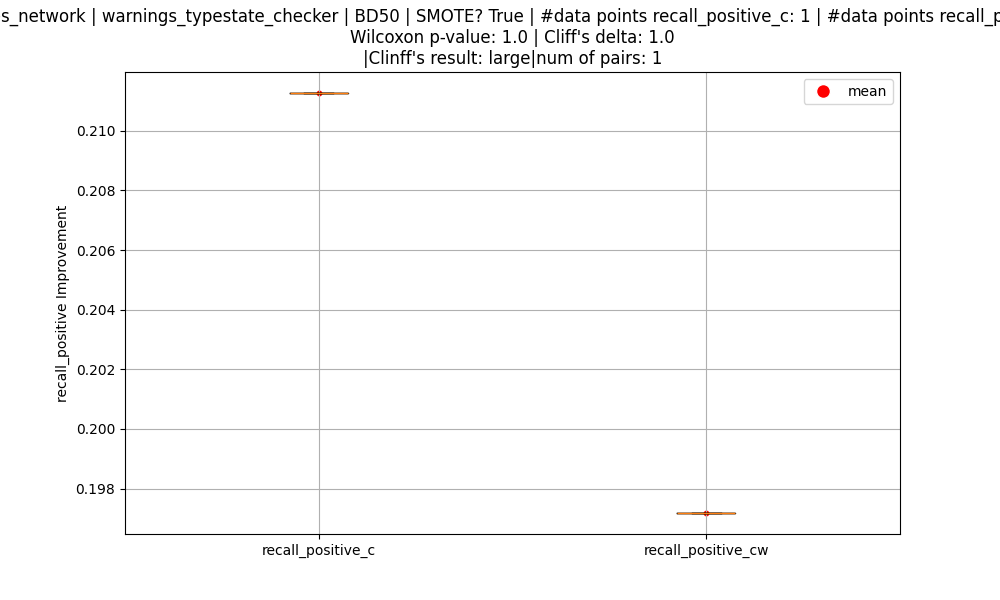 s_network | warnings_typestate_checker | BD50 | SMOTE? True | #data points recall_positive_c: 1 | #data points
Wilcoxon p-value: 1.0 | Cliff's delta: 1.0
|Clinff's result: large|num of pairs: 1
mean
0.210
0.208
0.206
0.204
0.202
0.200
0.198
recall_positive Improvement
recall_positive_c
recall_positive_cw